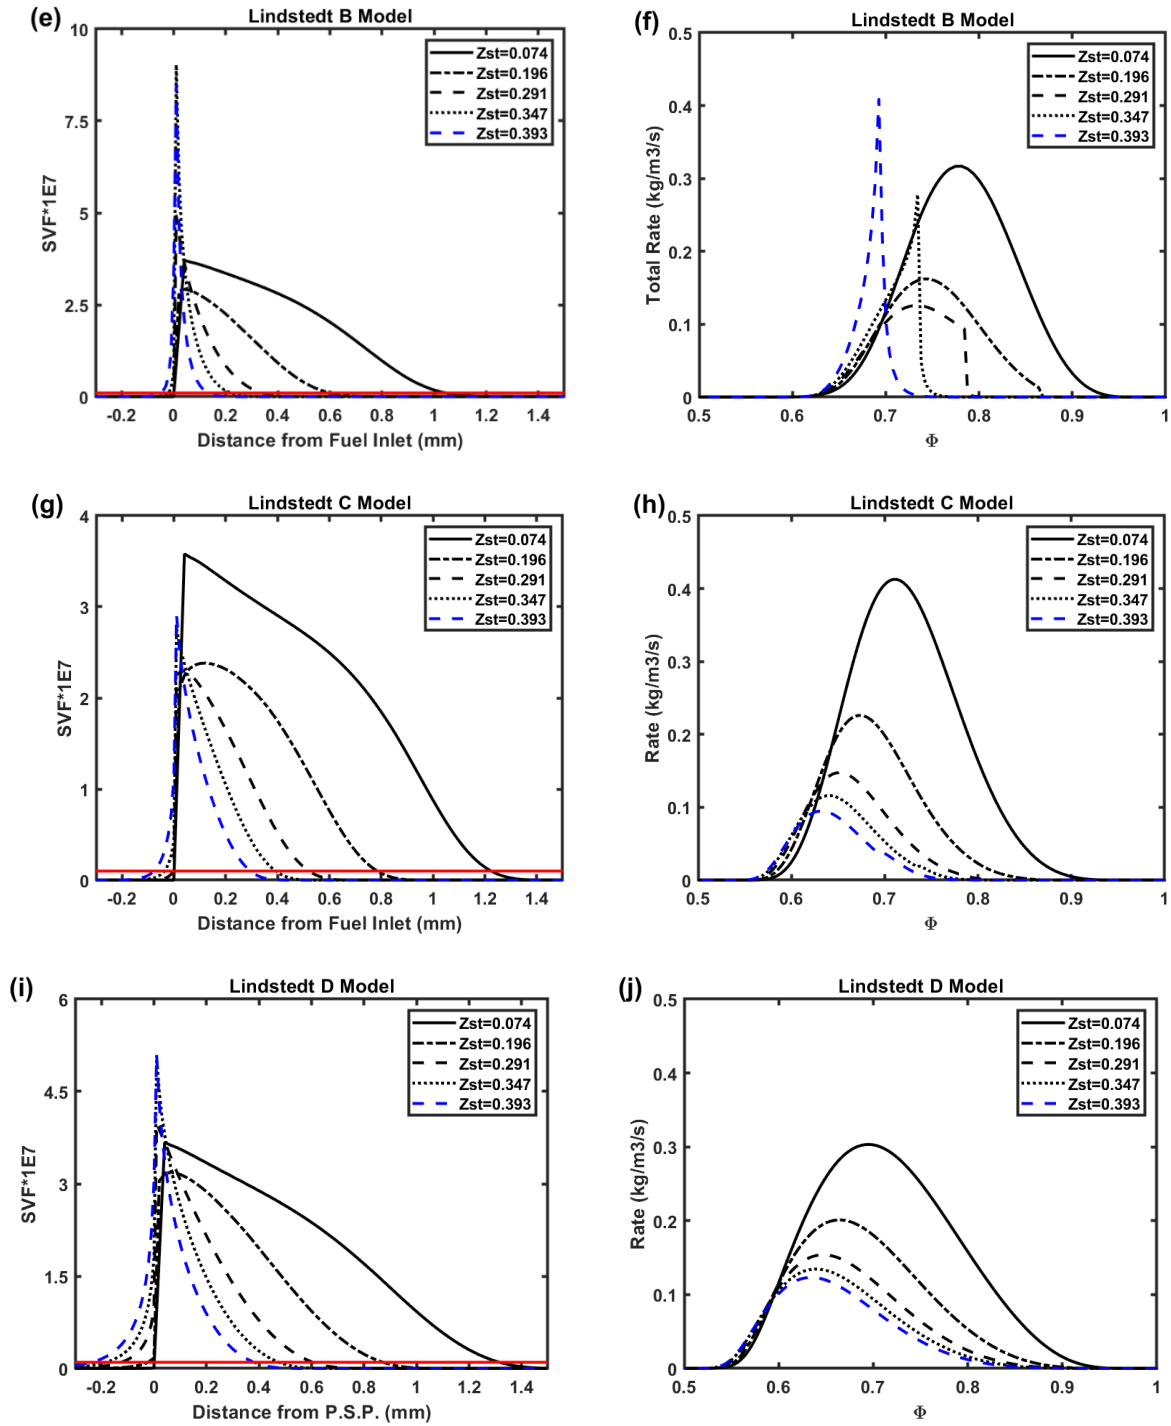 (e)
Lindstedt B Model
10
7.5
5
2.5
0
SVF*1E7
Zst=0.074
Zst=0.196
Zst=0.291
Zst=0.347
Zst=0.393
-0.2 0 0.2 0.4 0.6 0.8 1 1.2 1.4
Distance from Fuel Inlet (mm)
(f)
Lindstedt B Model
0.5
0.4
0.3
0.2
0.1
0
Total Rate (kg/m3/s)
Zst=0.074
Zst=0.196
Zst=0.291
Zst=0.347
Zst=0.393
0.5 0.6 0.7 0.8 0.9 1
Φ
(g)
Lindstedt C Model
4
3
2
1
0
SVF*1E7
Zst=0.074
Zst=0.196
Zst=0.291
Zst=0.347
Zst=0.393
-0.2 0 0.2 0.4 0.6 0.8 1 1.2 1.4
Distance from Fuel Inlet (mm)
(h)
Lindstedt C Model
0.5
0.4
0.3
0.2
0.1
0
Rate (kg/m3/s)
Zst=0.074
Zst=0.196
Zst=0.291
Zst=0.347
Zst=0.393
0.5 0.6 0.7 0.8 0.9 1
Φ
(i)
Lindstedt D Model
6
4.5
3
1.5
0
SVF*1E7
Zst=0.074
Zst=0.196
Zst=0.291
Zst=0.347
Zst=0.393
-0.2 0 0.2 0.4 0.6 0.8 1 1.2 1.4
Distance from P.S.P. (mm)
(j)
Lindstedt D Model
0.5
0.4
0.3
0.2
0.1
0
Rate (kg/m3/s)
Zst=0.074
Zst=0.196
Zst=0.291
Zst=0.347
Zst=0.393
0.5 0.6 0.7 0.8 0.9 1
Φ